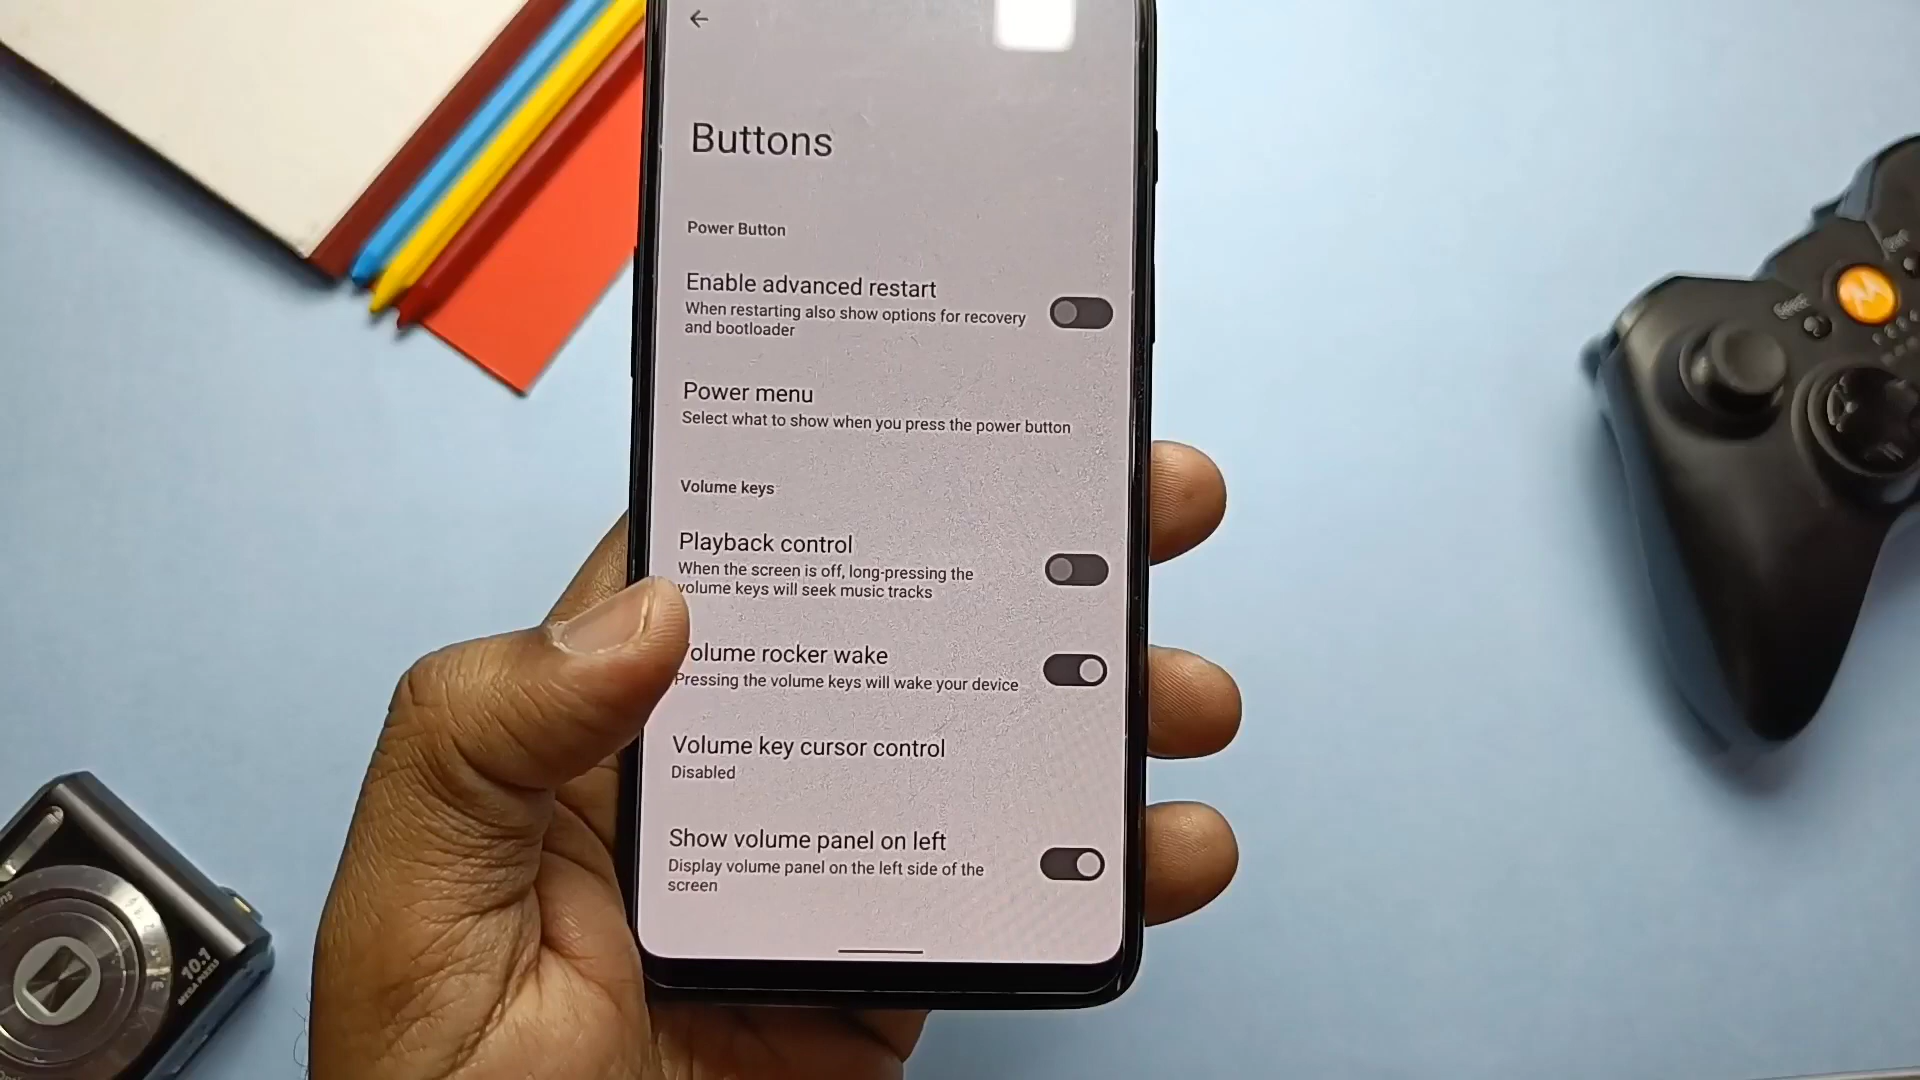 Buttons
Power Button
Enable advanced restart
When restarting also show options for recovery
and bootloader
Power menu
Select what to show when you press the power button
Volume keys
Playback control
When the screen is off, long-pressing the
volume keys will seek music tracks
olume rocker wake
Pressing the volume keys will wake your device
Volume key cursor control
Disabled
Show volume panel on left
Display volume panel on the left side of the
screen
10.1
MEGA PIXELS